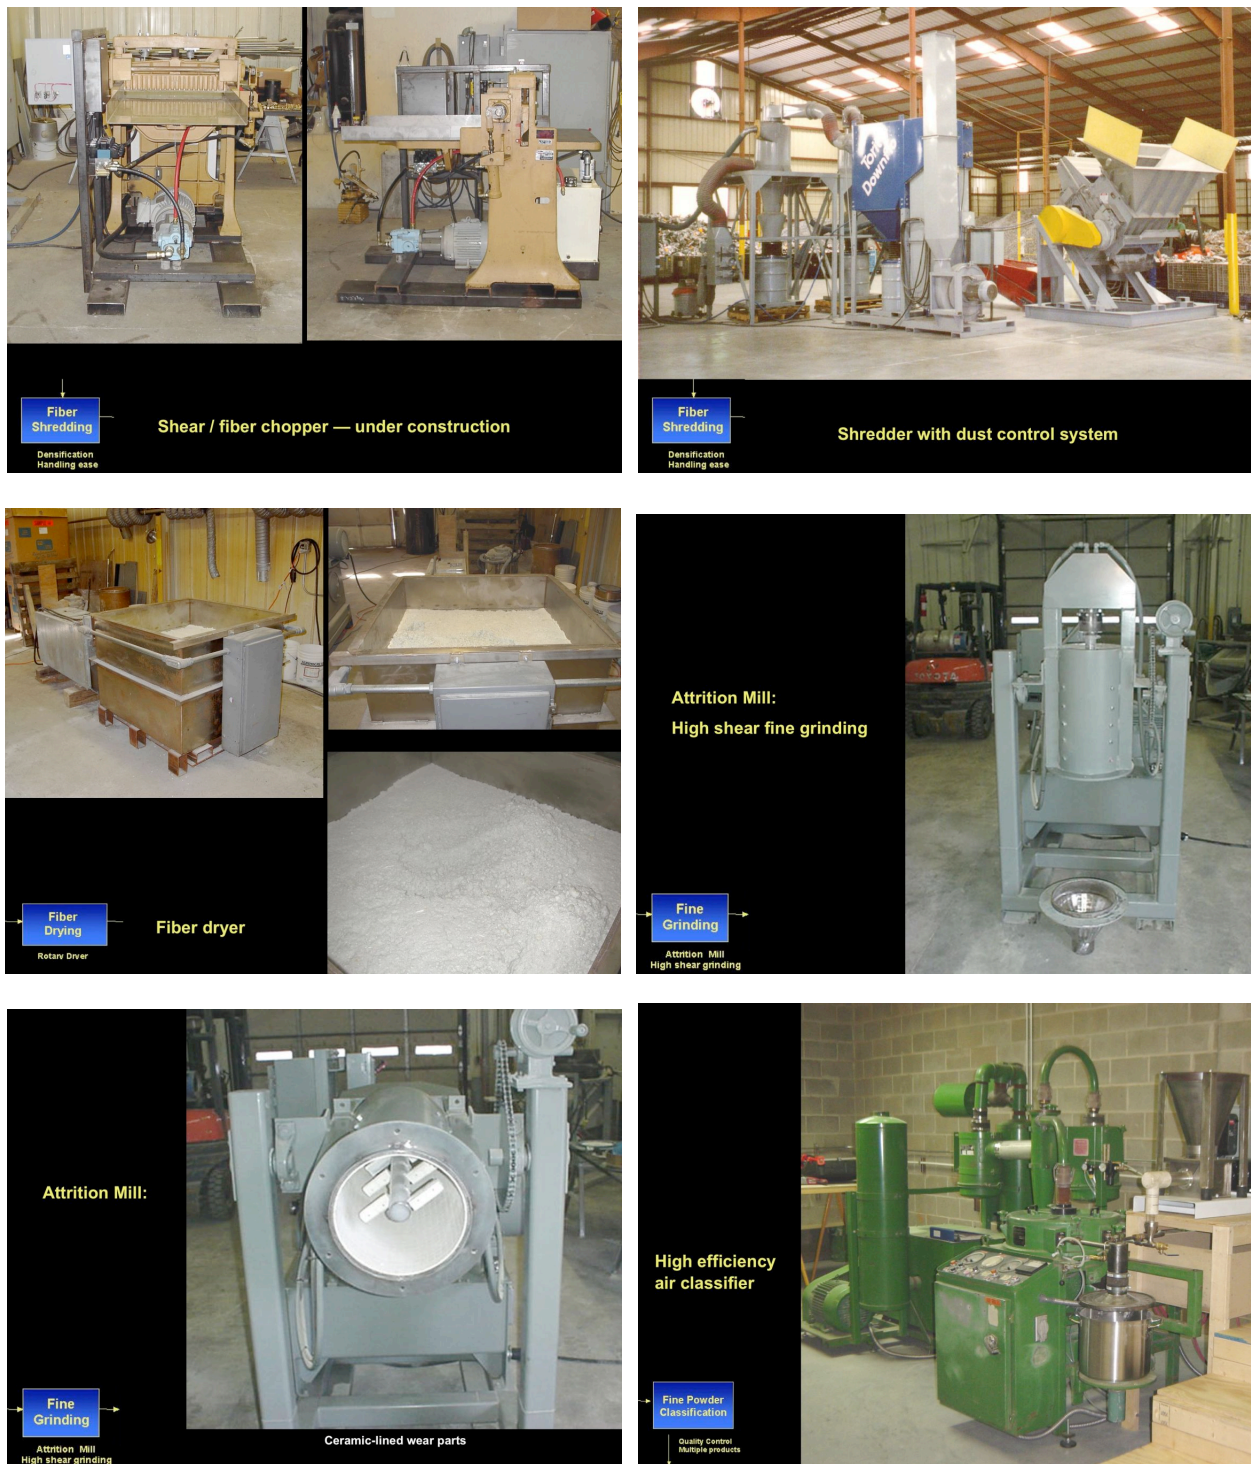 Fiber
Shredding
Densification
Handling ease
Shear / fiber chopper — under construction
Torit
Downflo
Fiber
Shredding
Densification
Handling ease
Shredder with dust control system
Fiber
Drying
Rotary Dryer
Fiber dryer
TOYOTA
Attrition Mill:
High shear fine grinding
Fine
Grinding
Attrition Mill
High shear grinding
Attrition Mill:
Fine
Grinding
Attrition Mill
High shear grinding
Ceramic-lined wear parts
High efficiency
air classifier
Fine Powder
Classification
Quality Control
Multiple products